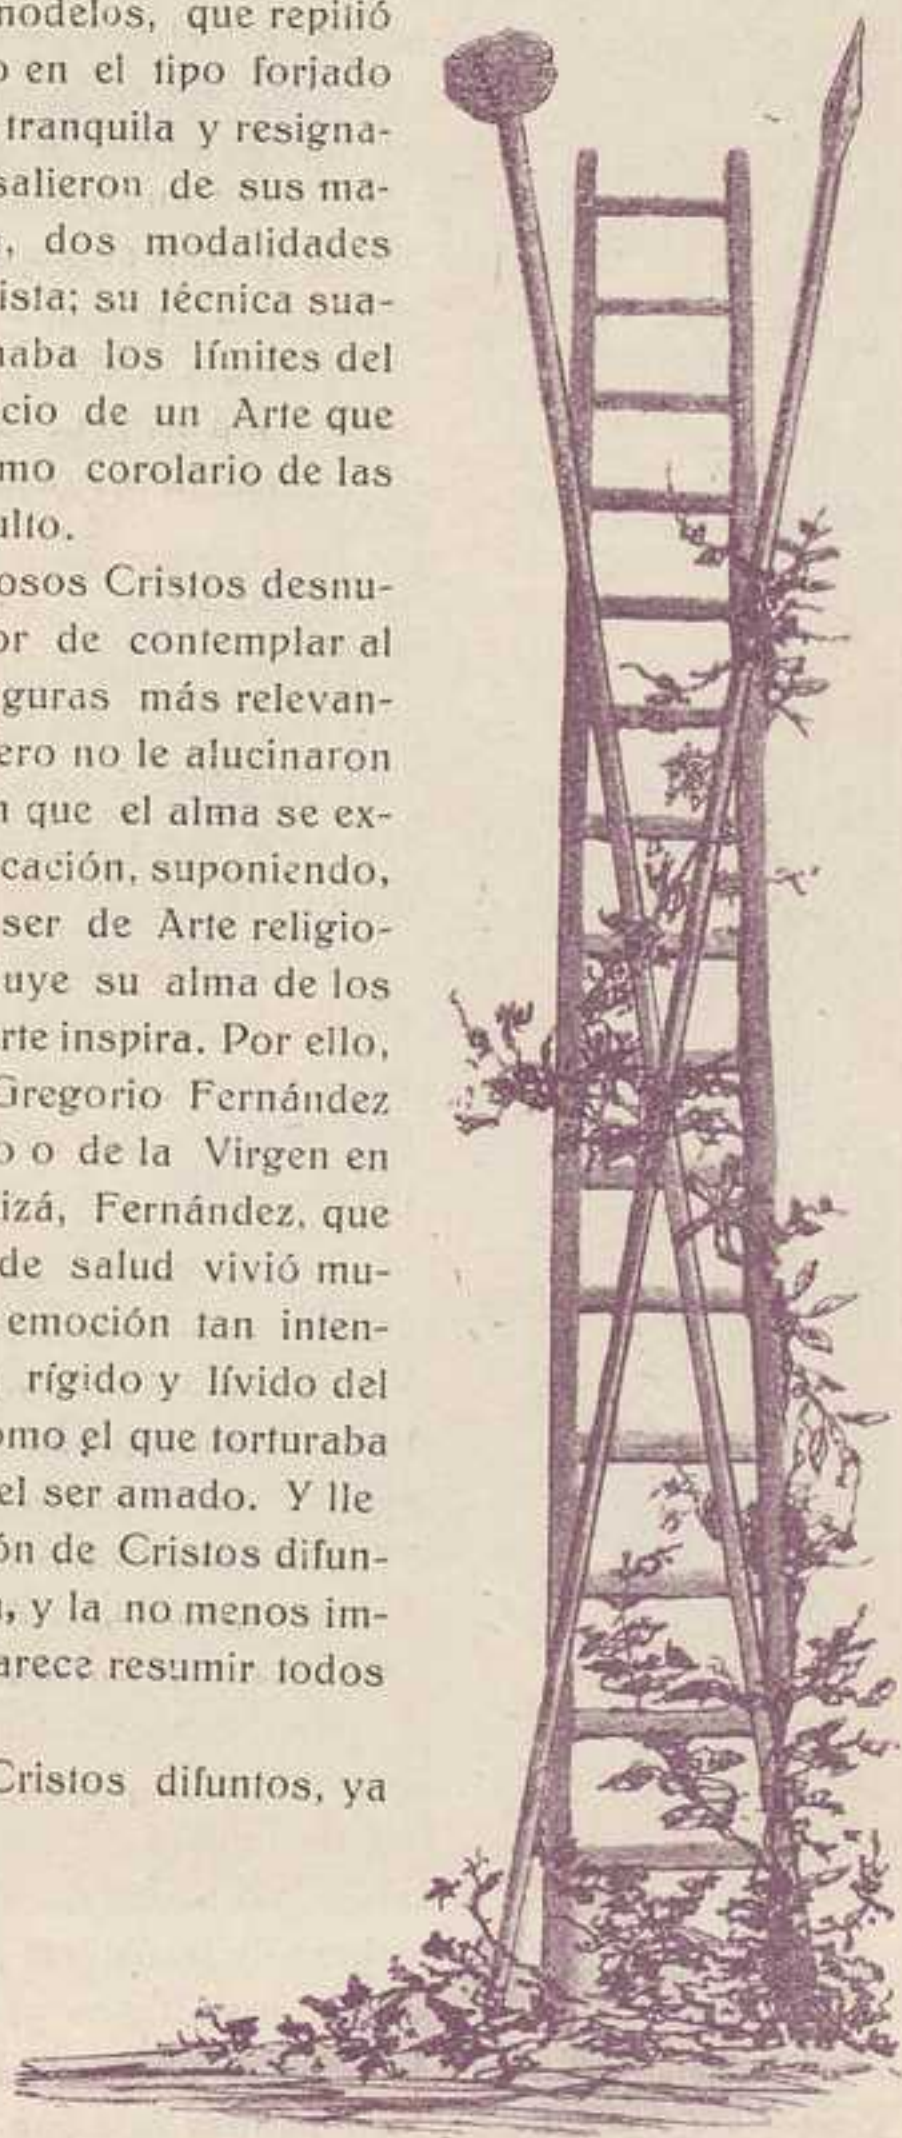 modelos, que repitió
en el tipo forjado
tranquila y resigna-
salieron de sus ma-
dos modalidades
ista; su técnica sua-
naba los límites del
cio de un Arte que
mo corolario de las
ulto.
osos Cristos desnu-
or de contemplar al
guras más relevan-
ero no le alucinaron
n que el alma se ex-
cación, suponiendo,
ser de Arte religio-
uye su alma de los
rte inspira. Por ello,
Gregorio Fernández
o o de la Virgen en
izá, Fernández, que
de salud vivió mu-
emoción tan inten-
rígido y lívido del
omo el que torturaba
el ser amado. Y lle
ón de Cristos difun-
, y la no menos im-
arece resumir todos
Cristos difuntos, ya